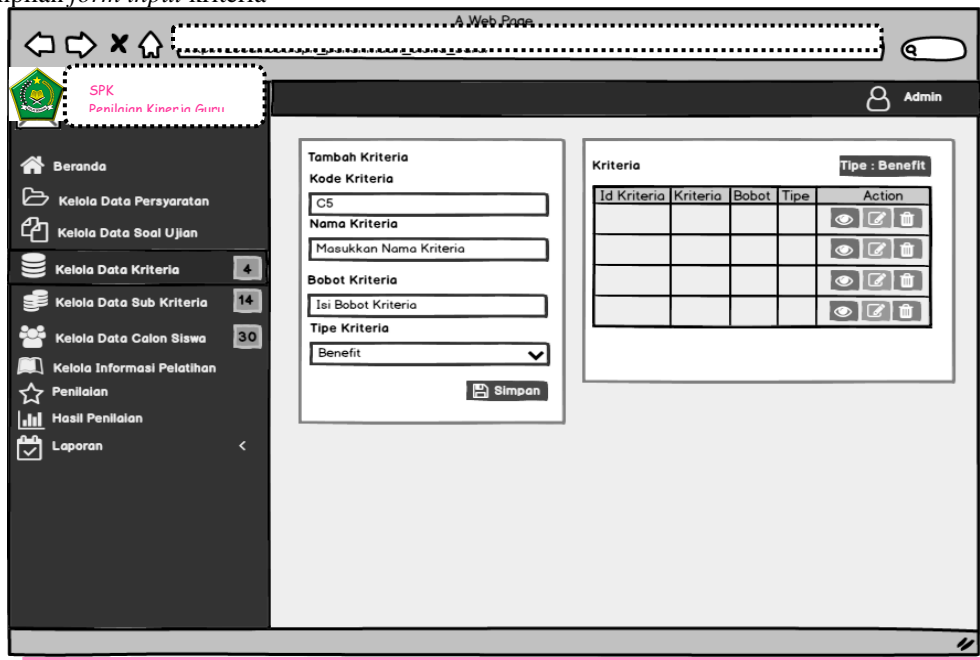 form input kriteria
A Web Page
SPK
Penilaian Kinerja Guru
Admin
Beranda
Kelola Data Persyaratan
Kelola Data Soal Ujian
Kelola Data Kriteria 4
Kelola Data Sub Kriteria 14
Kelola Data Calon Siswa 30
Kelola Informasi Pelatihan
Penilaian
Hasil Penilaian
Laporan <
Tambah Kriteria
Kode Kriteria
C5
Nama Kriteria
Masukkan Nama Kriteria
Bobot Kriteria
Isi Bobot Kriteria
Tipe Kriteria
Benefit
Simpan
Kriteria Tipe : Benefit
Id Kriteria Kriteria Bobot Tipe Action